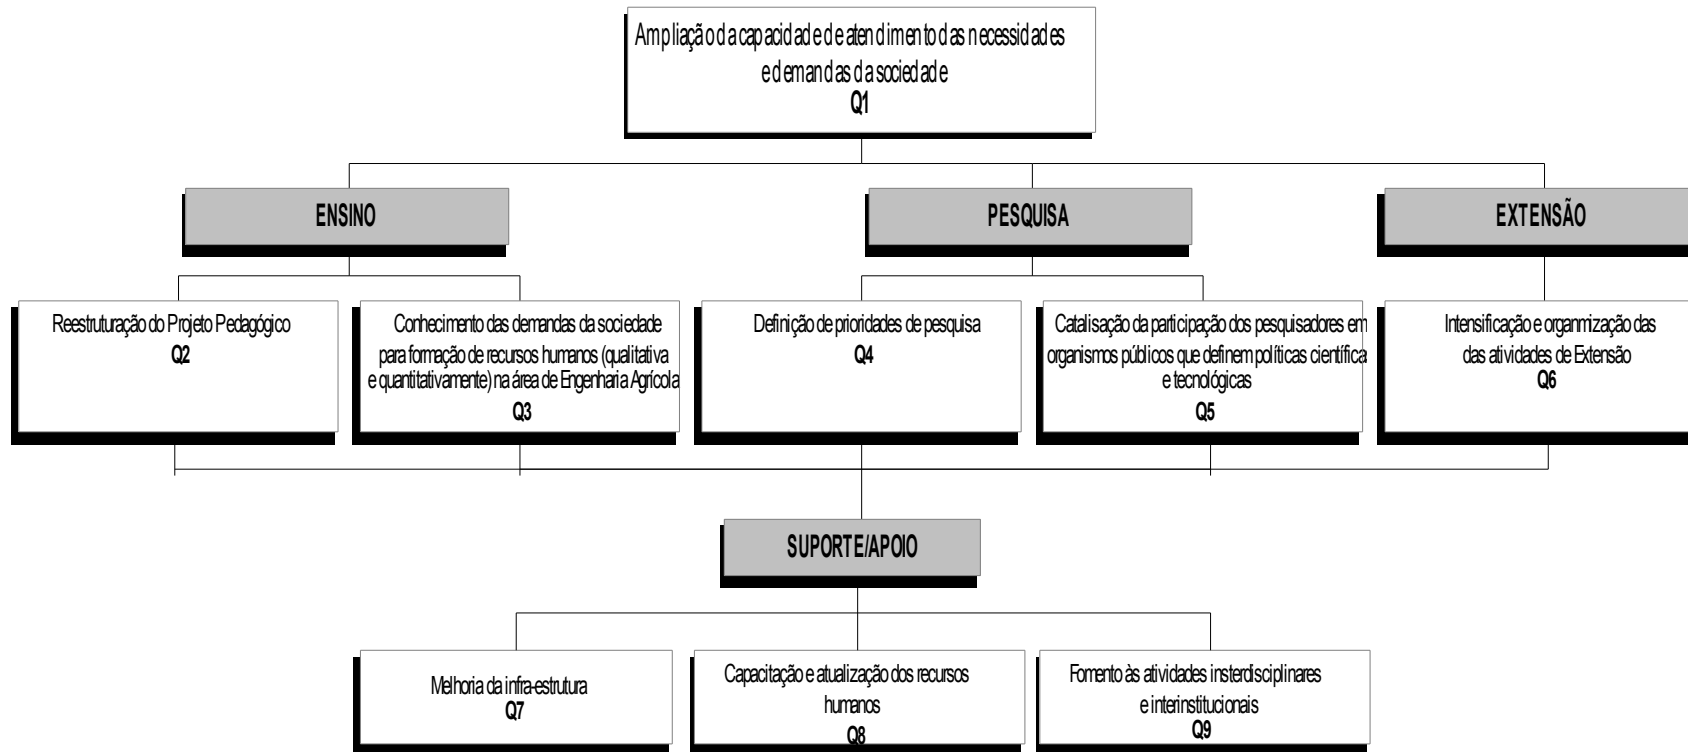 Ampliação da capacidade de atendimento das necessidades
e demandas da sociedade
Q1
ENSINO
PESQUISA
EXTENSÃO
Reestruturação do Projeto Pedagógico
Q2
Conhecimento das demandas da sociedade
para formação de recursos humanos (qualitativa
e quantitativamente) na área de Engenharia Agrícola
Q3
Definição de prioridades de pesquisa
Q4
Catalisação da participação dos pesquisadores em
organismos públicos que definem políticas científica
e tecnológicas
Q5
Intensificação e organmização das
das atividades de Extensão
Q6
SUPORTE/APOIO
Melhoria da infra-estrutura
Q7
Capacitação e atualização dos recursos
humanos
Q8
Fomento às atividades insterdisciplinares
e interinstitucionais
Q9